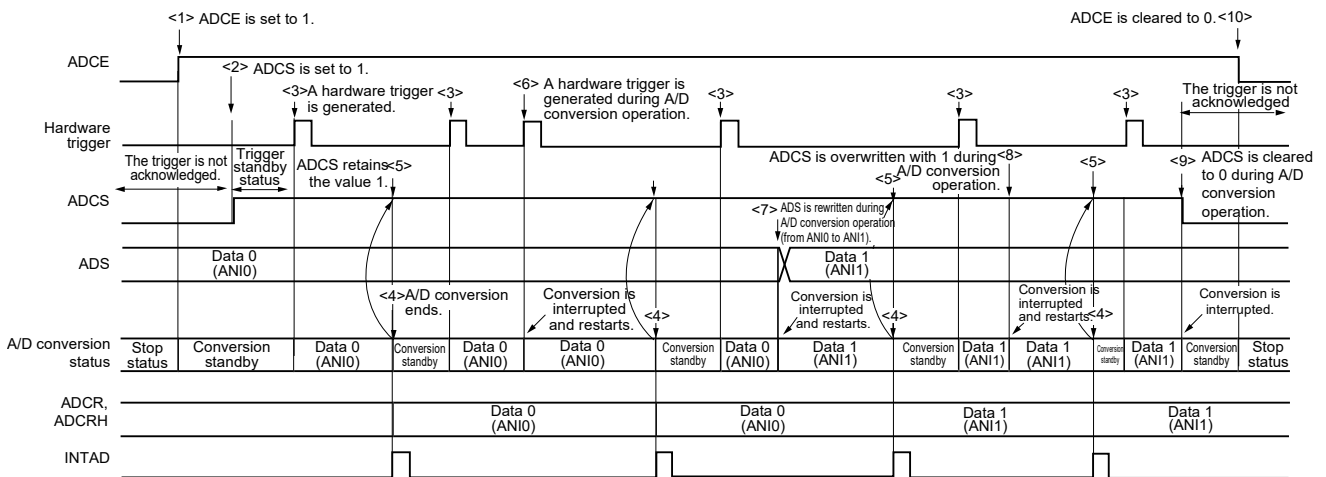 <1> ADCE is set to 1.
ADCE is cleared to 0.<10>
ADCE
<2> ADCS is set to 1.
<3>A hardware trigger
is generated.
<3>
<6> A hardware trigger is
generated during A/D
conversion operation.
<3>
<3>
<3>
The trigger is not
acknowledged
Hardware
trigger
The trigger is not
acknowledged.
Trigger
standby
status
ADCS retains<5>
the value 1.
ADCS is overwritten with 1 during<8>
A/D conversion
operation.
<5>
<5>
<9> ADCS is cleared
to 0 during A/D
conversion
operation.
ADCS
<7> ADS is rewritten during
A/D conversion operation
(from ANI0 to ANI1).
ADS
Data 0
(ANI0)
Data 1
(ANI1)
<4>A/D conversion
ends.
Conversion is
interrupted
and restarts.
<4>
Conversion is
interrupted
and restarts.
<4>
Conversion is
interrupted
and restarts.
<4>
Conversion is
interrupted.
A/D conversion
status
Stop
status
Conversion
standby
Data 0
(ANI0)
Conversion
standby
Data 0
(ANI0)
Data 0
(ANI0)
Conversion
standby
Data 0
(ANI0)
Data 1
(ANI1)
Conversion
standby
Data 1
(ANI1)
Data 1
(ANI1)
Conversion
standby
Data 1
(ANI1)
Conversion
standby
Stop
status
ADCR,
ADCRH
Data 0
(ANI0)
Data 0
(ANI0)
Data 1
(ANI1)
Data 1
(ANI1)
INTAD